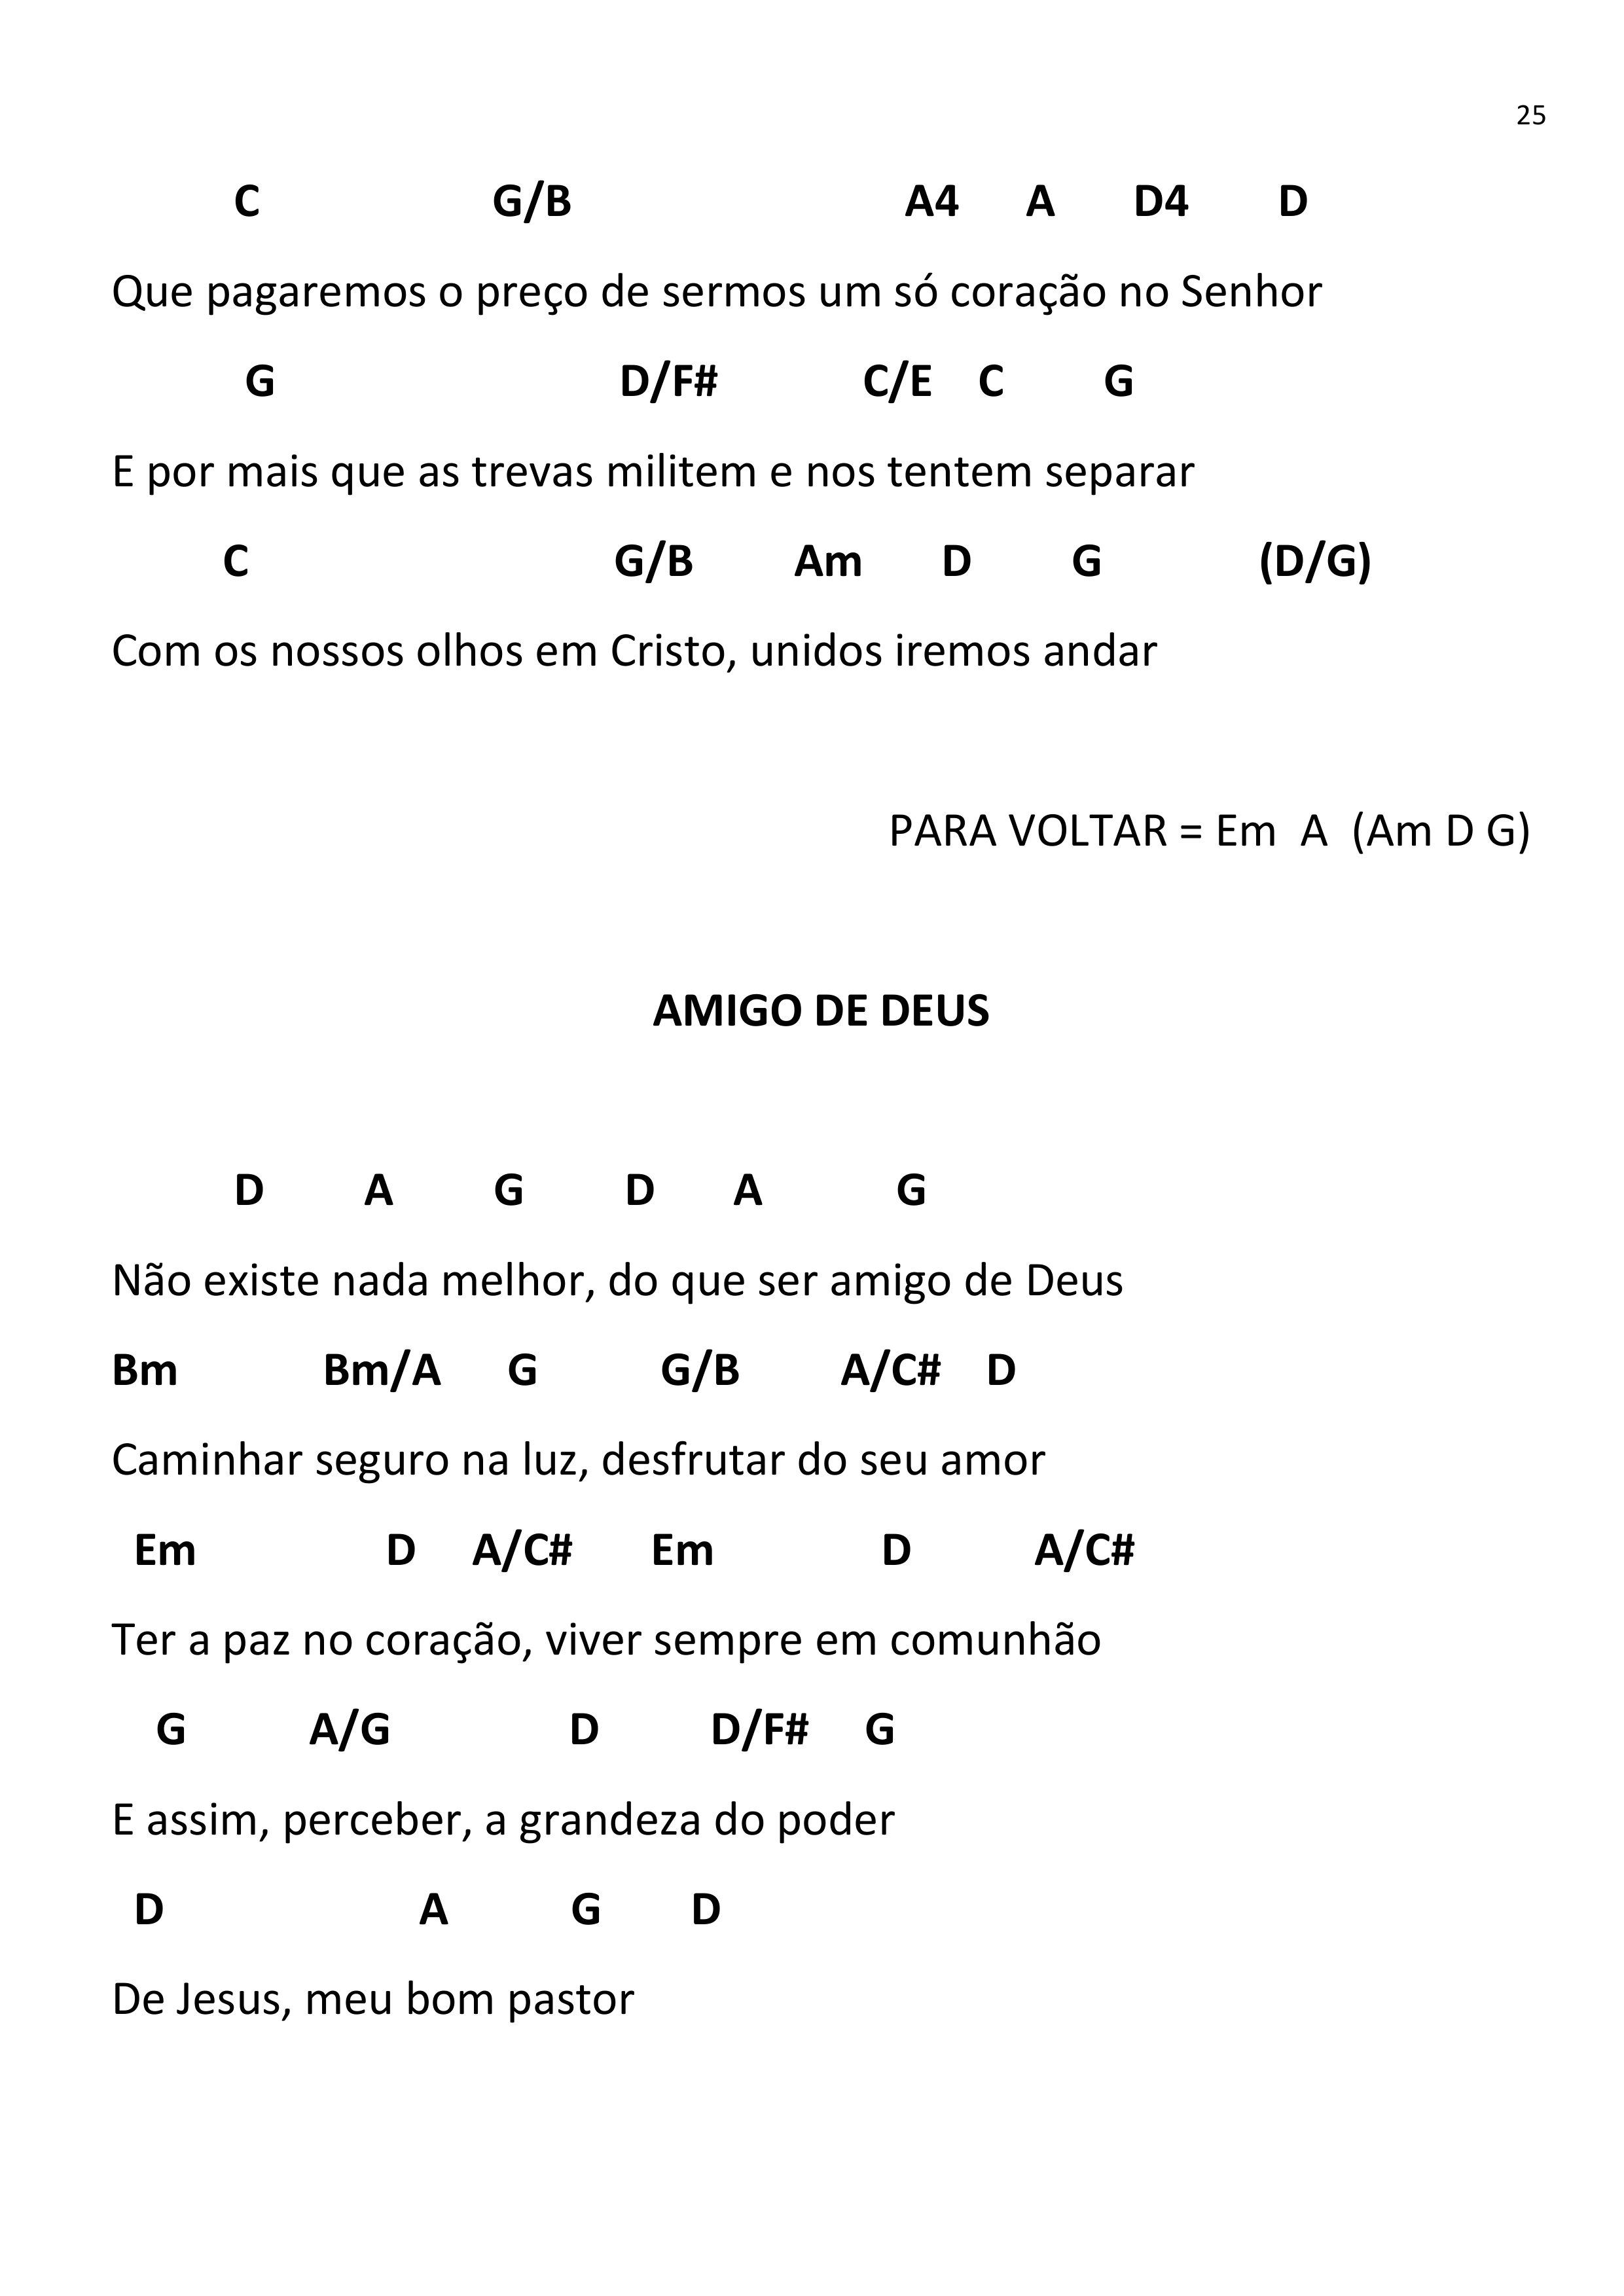 25
C G/B A4 A D4 D
Que pagaremos o preço de sermos um só coração no Senhor
G D/F# C/E C G
E por mais que as trevas militem e nos tentem separar
C G/B Am D G (D/G)
Com os nossos olhos em Cristo, unidos iremos andar
PARA VOLTAR = Em A (Am D G)
AMIGO DE DEUS
D A G D A G
Não existe nada melhor, do que ser amigo de Deus
Bm Bm/A G G/B A/C# D
Caminhar seguro na luz, desfrutar do seu amor
Em D A/C# Em D A/C#
Ter a paz no coração, viver sempre em comunhão
G A/G D D/F# G
E assim, perceber, a grandeza do poder
D A G D
De Jesus, meu bom pastor